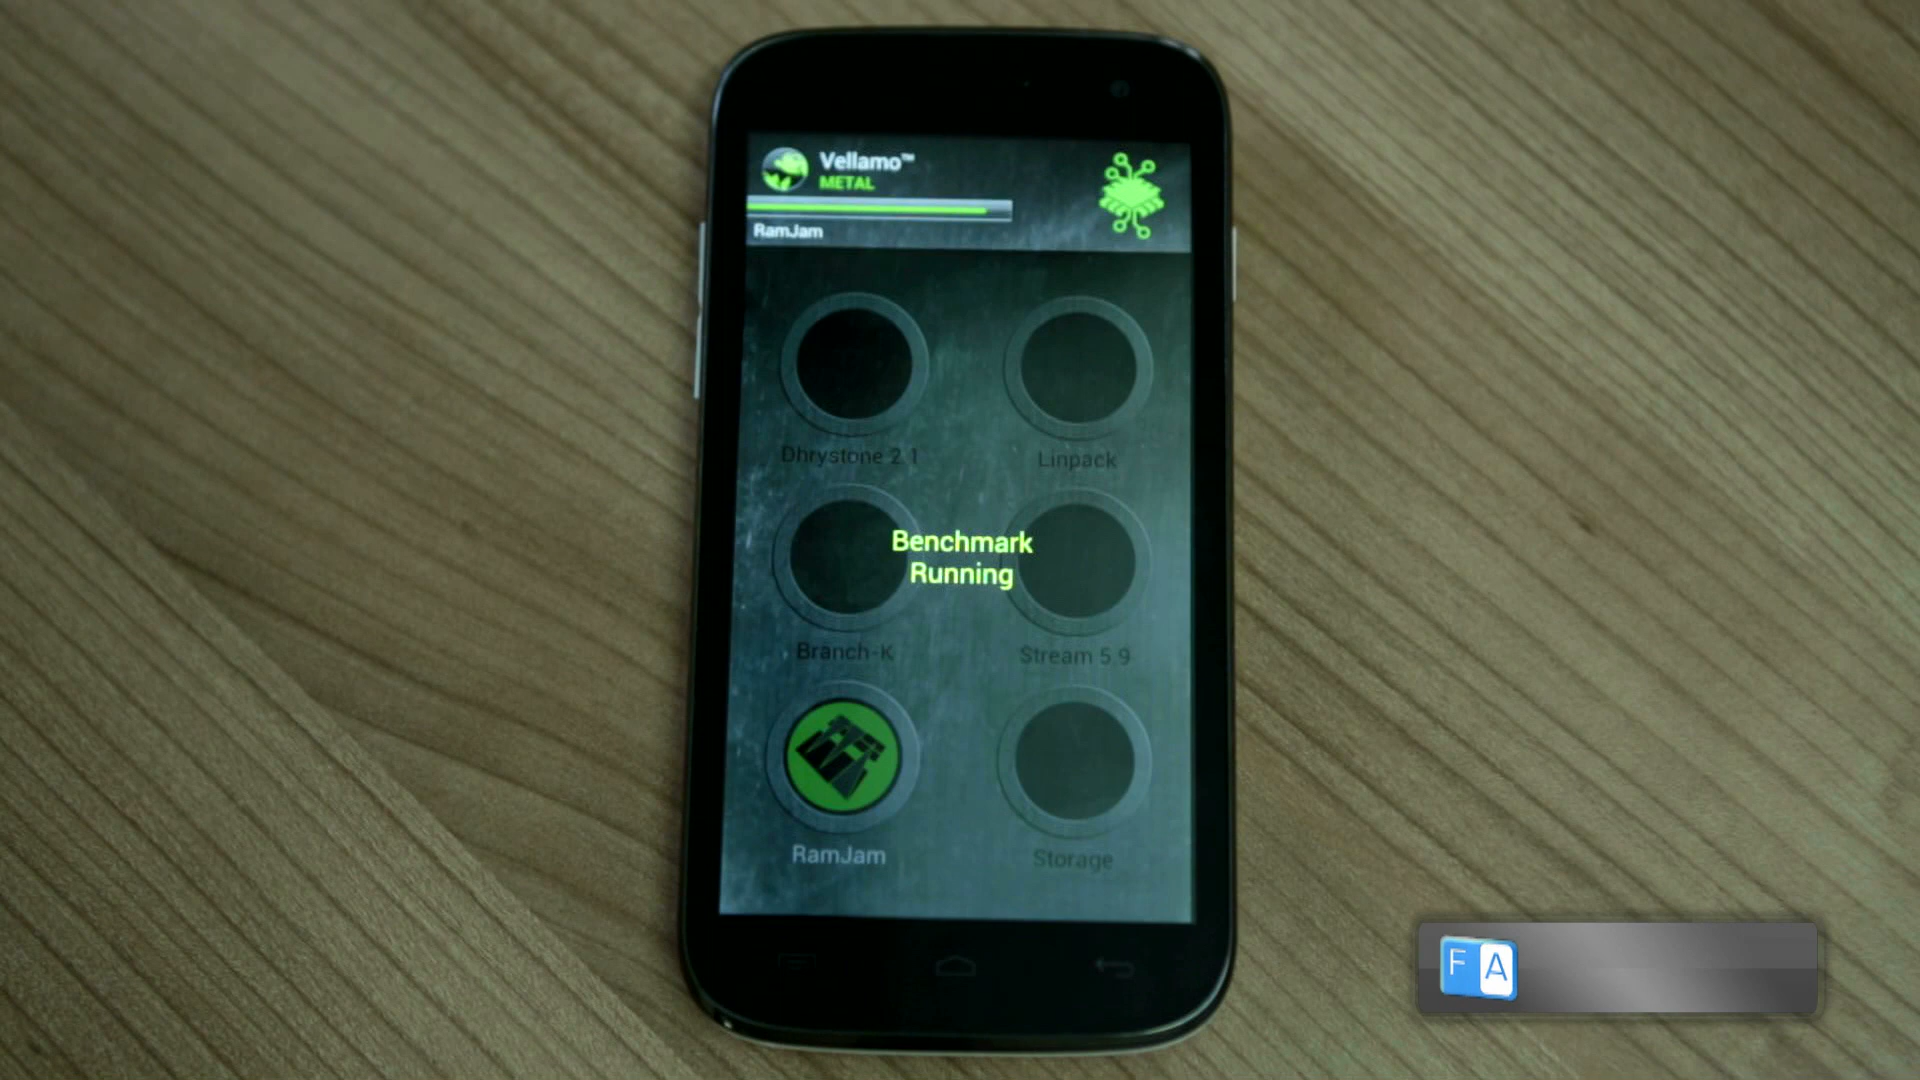 Vellamo™
METAL
RamJam
Dhrystone 2.1
Linpack
Benchmark
Running
Branch-K
Stream 5.9
RamJam
Storage
F A